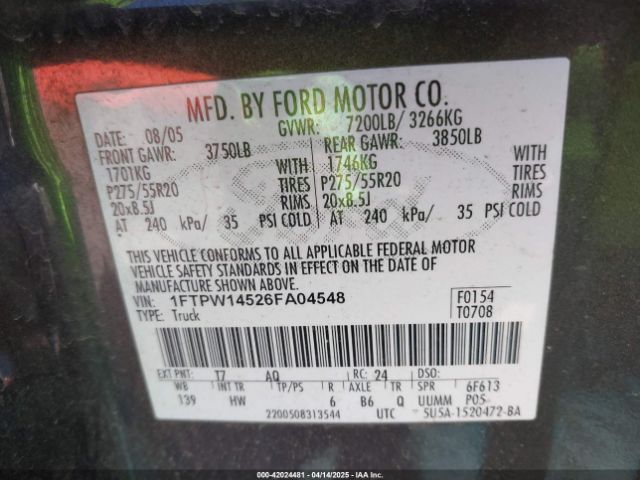 MFD. BY FORD MOTOR CO.
DATE: 08/05 GVWR: 7200LB/ 3266KG
FRONT GAWR: 3750LB REAR GAWR: 3850LB
1701KG WITH 1746KG WITH
P275/55R20 TIRES P275/55R20 TIRES
20x8.5J RIMS 20x8.5J RIMS
AT 240 kPa/ 35 PSI COLD AT 240 kPa/ 35 PSI COLD
THIS VEHICLE CONFORMS TO ALL APPLICABLE FEDERAL MOTOR
VEHICLE SAFETY STANDARDS IN EFFECT ON THE DATE OF
MANUFACTURE SHOWN ABOVE.
VIN: 1FTPW14526FA04548 F0154
TYPE: Truck T0708
EXT PNT: T7 AQ RC: 24 DSO:
WB INT TR TP/PS R AXLE TR SPR 6F613
139 HW 6 B6 Q UUMM P05
2200508313544 UTC 5U5A-1520472-BA
000-42024481 - 04/14/2025 - IAA Inc.